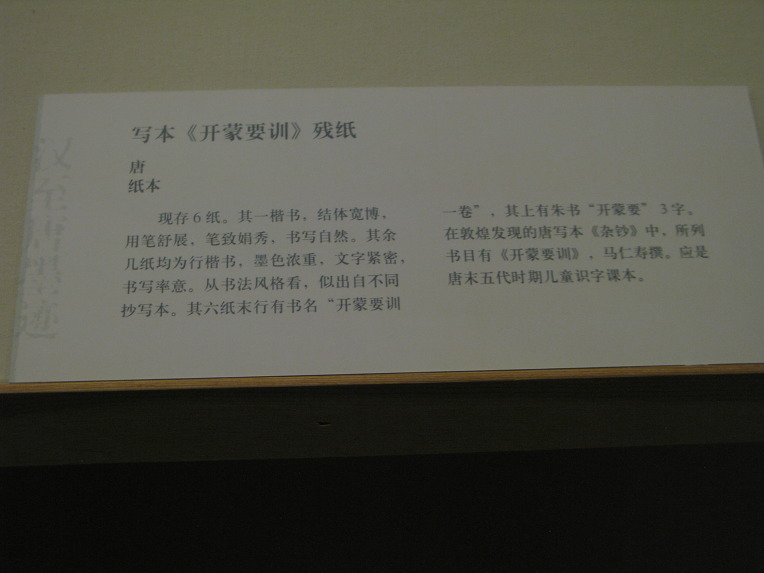 写本《开蒙要训》残纸
唐
纸本
现存6纸。其一楷书，结体宽博，
用笔舒展，笔致娟秀，书写自然。其余
几纸均为行楷书，墨色浓重，文字紧密，
书写率意。从书法风格看，似出自不同
抄写本。其六纸末行有书名“开蒙要训
一卷”，其上有朱书“开蒙要”3字。
在敦煌发现的唐写本《杂钞》中，所列
书目有《开蒙要训》，马仁寿撰。应是
唐末五代时期儿童识字课本。
汉至唐墨迹